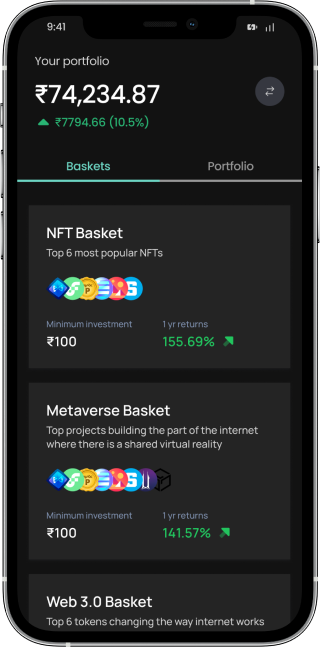 9:41
Your portfolio
₹74,234.87
₹7794.66 (10.5%)
Baskets Portfolio
NFT Basket
Top 6 most popular NFTs
Minimum investment 1 yr returns
₹100 155.69%
Metaverse Basket
Top projects building the part of the internet
where there is a shared virtual reality
Minimum investment 1 yr returns
₹100 141.57%
Web 3.0 Basket
Top 6 tokens changing the way internet works